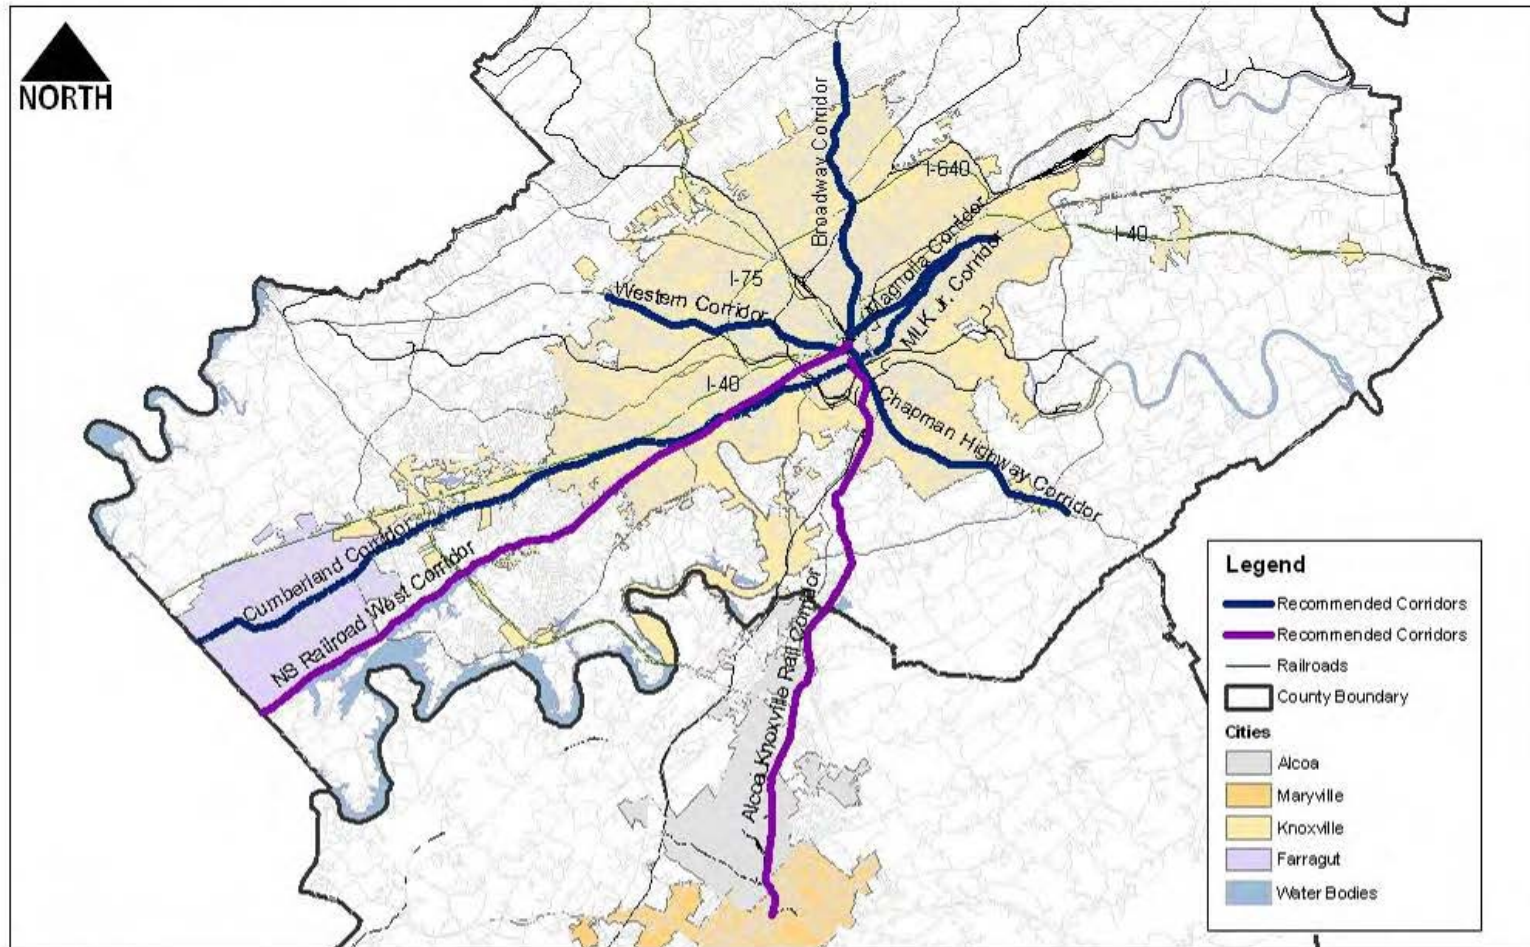 NORTH
Broadway Corridor
I-640
Magnolia Corridor
I-40
MLK Jr. Corridor
I-75
Western Corridor
I-40
Chapman Highway Corridor
Cumberland Corridor
NS Railroad West Corridor
Alcoa Knoxville Rail Corridor
Legend
Recommended Corridors
Recommended Corridors
Railroads
County Boundary
Cities
Alcoa
Maryville
Knoxville
Farragut
Water Bodies